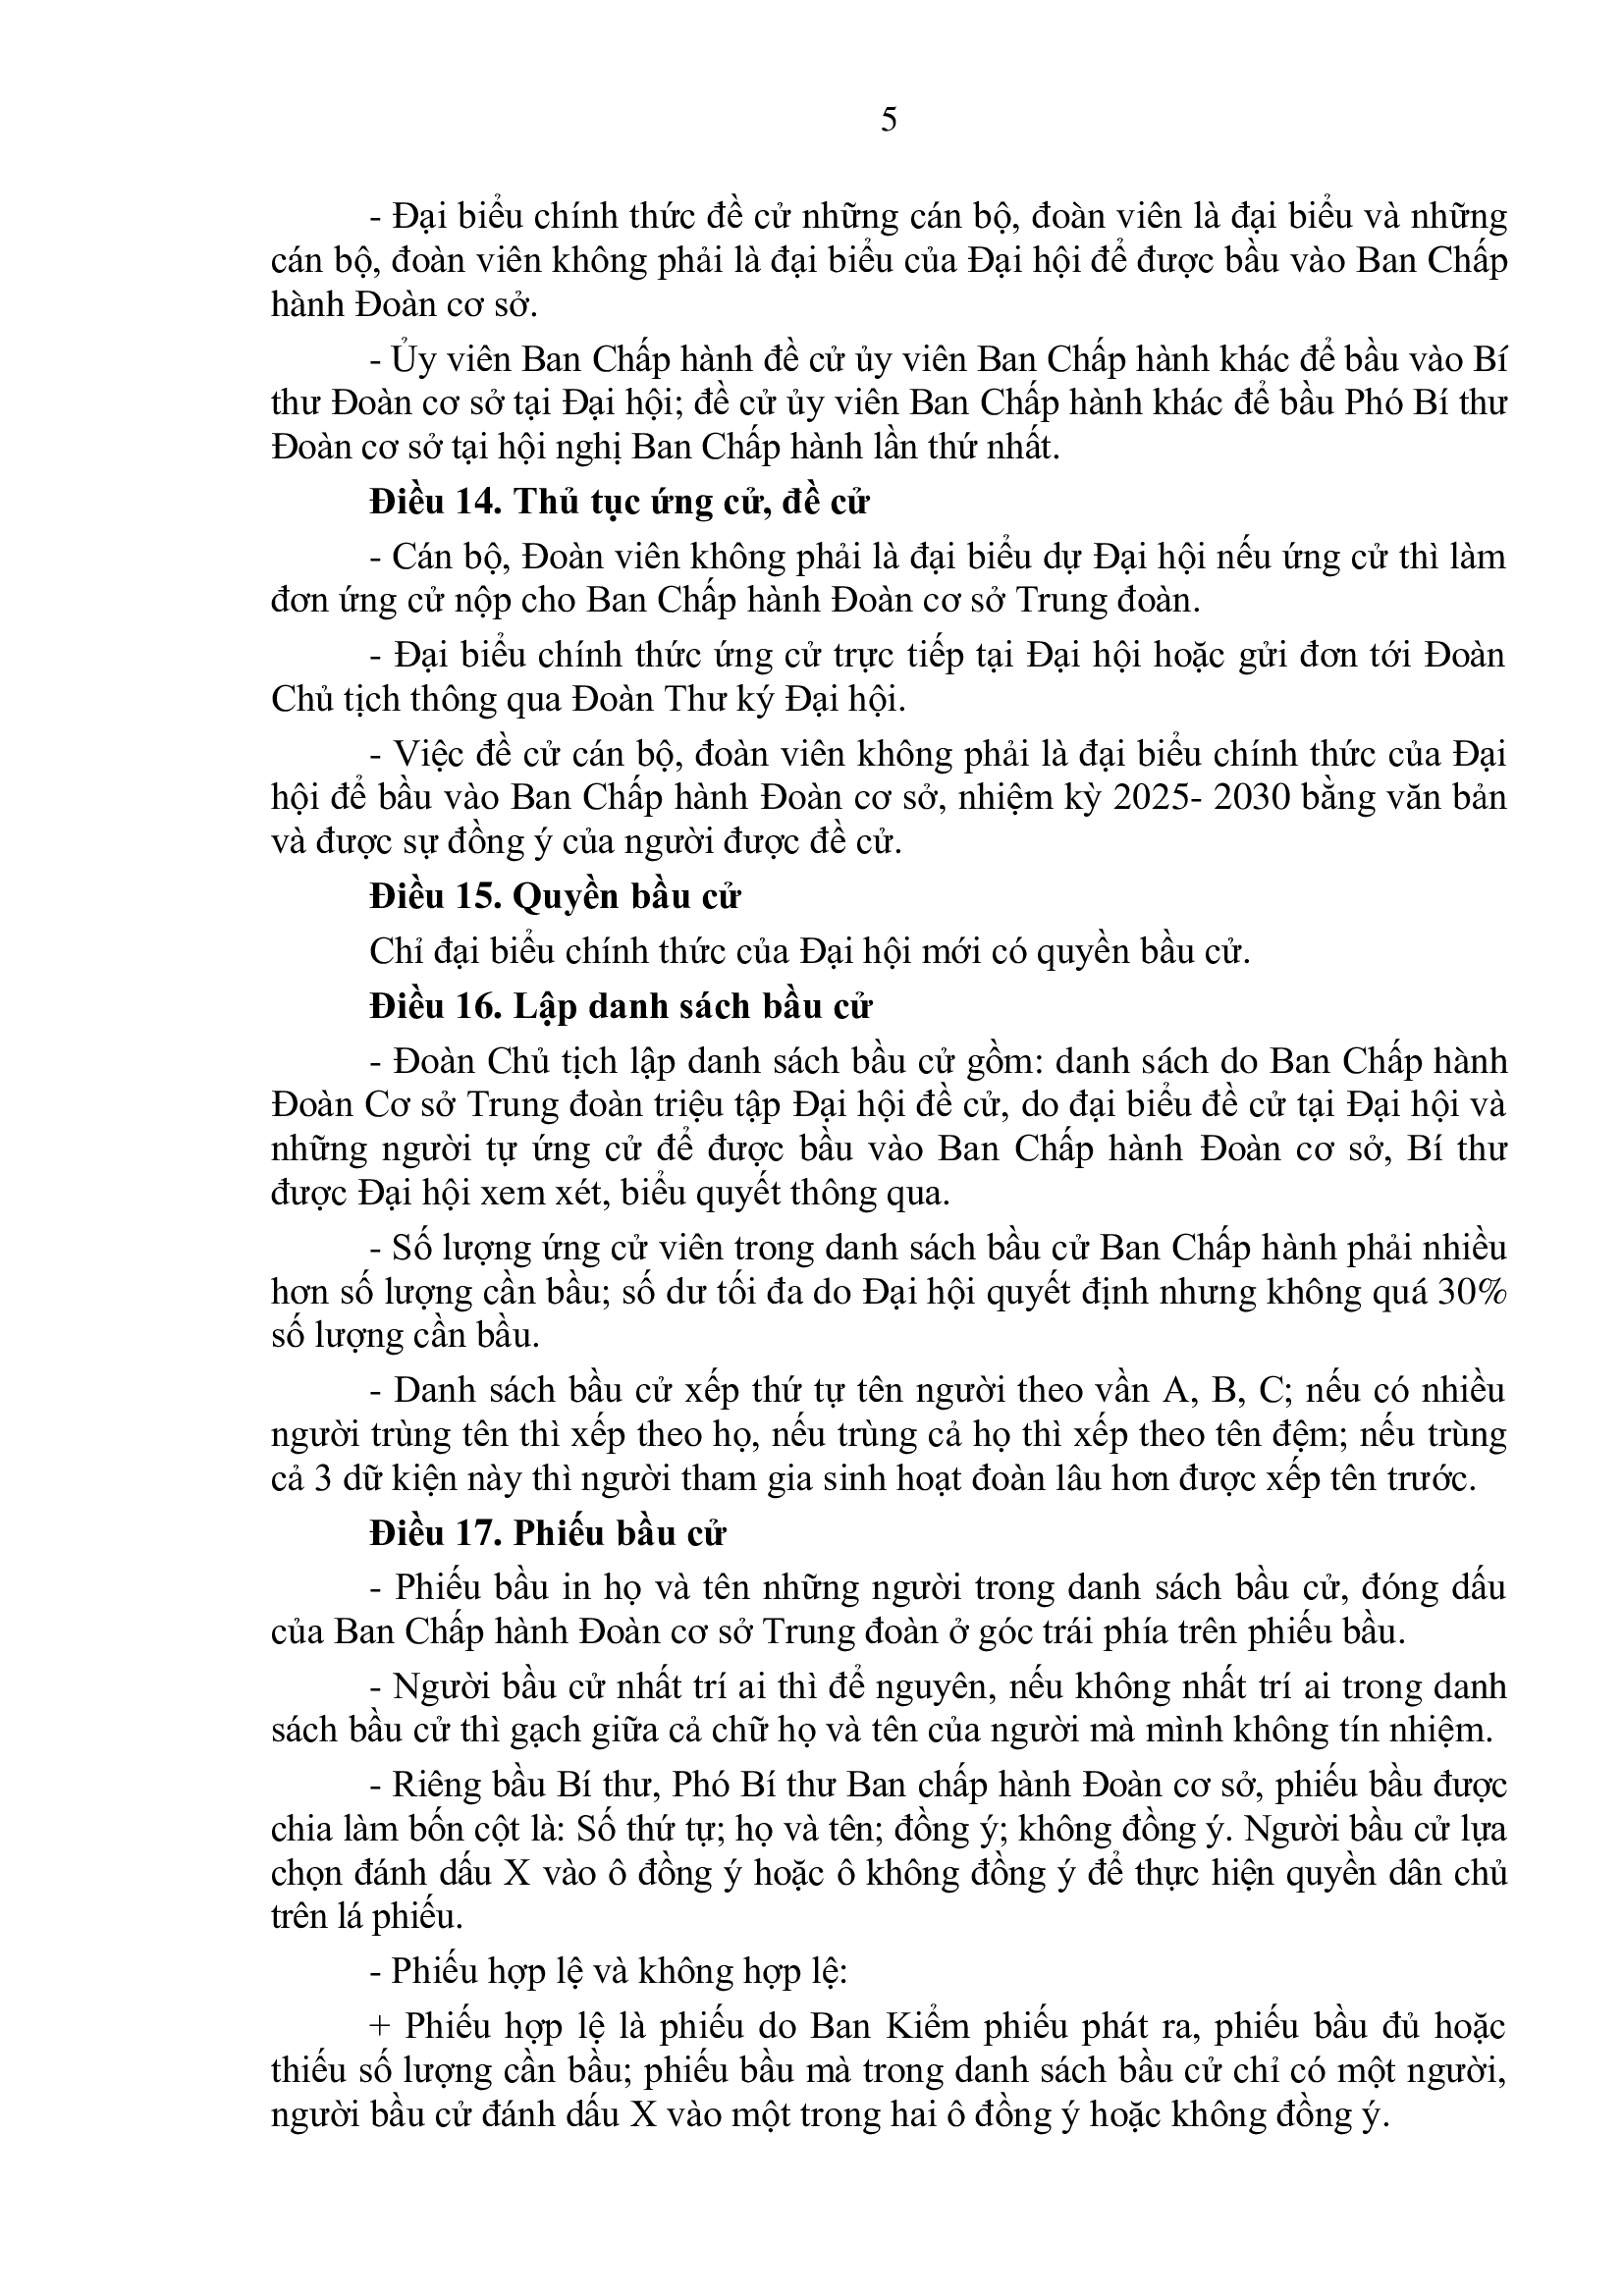 5
- Đại biểu chính thức đề cử những cán bộ, đoàn viên là đại biểu và những
cán bộ, đoàn viên không phải là đại biểu của Đại hội để được bầu vào Ban Chấp
hành Đoàn cơ sở.
- Ủy viên Ban Chấp hành đề cử ủy viên Ban Chấp hành khác để bầu vào Bí
thư Đoàn cơ sở tại Đại hội; đề cử ủy viên Ban Chấp hành khác để bầu Phó Bí thư
Đoàn cơ sở tại hội nghị Ban Chấp hành lần thứ nhất.
Điều 14. Thủ tục ứng cử, đề cử
- Cán bộ, Đoàn viên không phải là đại biểu dự Đại hội nếu ứng cử thì làm
đơn ứng cử nộp cho Ban Chấp hành Đoàn cơ sở Trung đoàn.
- Đại biểu chính thức ứng cử trực tiếp tại Đại hội hoặc gửi đơn tới Đoàn
Chủ tịch thông qua Đoàn Thư ký Đại hội.
- Việc đề cử cán bộ, đoàn viên không phải là đại biểu chính thức của Đại
hội để bầu vào Ban Chấp hành Đoàn cơ sở, nhiệm kỳ 2025- 2030 bằng văn bản
và được sự đồng ý của người được đề cử.
Điều 15. Quyền bầu cử
Chỉ đại biểu chính thức của Đại hội mới có quyền bầu cử.
Điều 16. Lập danh sách bầu cử
- Đoàn Chủ tịch lập danh sách bầu cử gồm: danh sách do Ban Chấp hành
Đoàn Cơ sở Trung đoàn triệu tập Đại hội đề cử, do đại biểu đề cử tại Đại hội và
những người tự ứng cử để được bầu vào Ban Chấp hành Đoàn cơ sở, Bí thư
được Đại hội xem xét, biểu quyết thông qua.
- Số lượng ứng cử viên trong danh sách bầu cử Ban Chấp hành phải nhiều
hơn số lượng cần bầu; số dư tối đa do Đại hội quyết định nhưng không quá 30%
số lượng cần bầu.
- Danh sách bầu cử xếp thứ tự tên người theo vần A, B, C; nếu có nhiều
người trùng tên thì xếp theo họ, nếu trùng cả họ thì xếp theo tên đệm; nếu trùng
cả 3 dữ kiện này thì người tham gia sinh hoạt đoàn lâu hơn được xếp tên trước.
Điều 17. Phiếu bầu cử
- Phiếu bầu in họ và tên những người trong danh sách bầu cử, đóng dấu
của Ban Chấp hành Đoàn cơ sở Trung đoàn ở góc trái phía trên phiếu bầu.
- Người bầu cử nhất trí ai thì để nguyên, nếu không nhất trí ai trong danh
sách bầu cử thì gạch giữa cả chữ họ và tên của người mà mình không tín nhiệm.
- Riêng bầu Bí thư, Phó Bí thư Ban chấp hành Đoàn cơ sở, phiếu bầu được
chia làm bốn cột là: Số thứ tự; họ và tên; đồng ý; không đồng ý. Người bầu cử lựa
chọn đánh dấu X vào ô đồng ý hoặc ô không đồng ý để thực hiện quyền dân chủ
trên lá phiếu.
- Phiếu hợp lệ và không hợp lệ:
+ Phiếu hợp lệ là phiếu do Ban Kiểm phiếu phát ra, phiếu bầu đủ hoặc
thiếu số lượng cần bầu; phiếu bầu mà trong danh sách bầu cử chỉ có một người,
người bầu cử đánh dấu X vào một trong hai ô đồng ý hoặc không đồng ý.